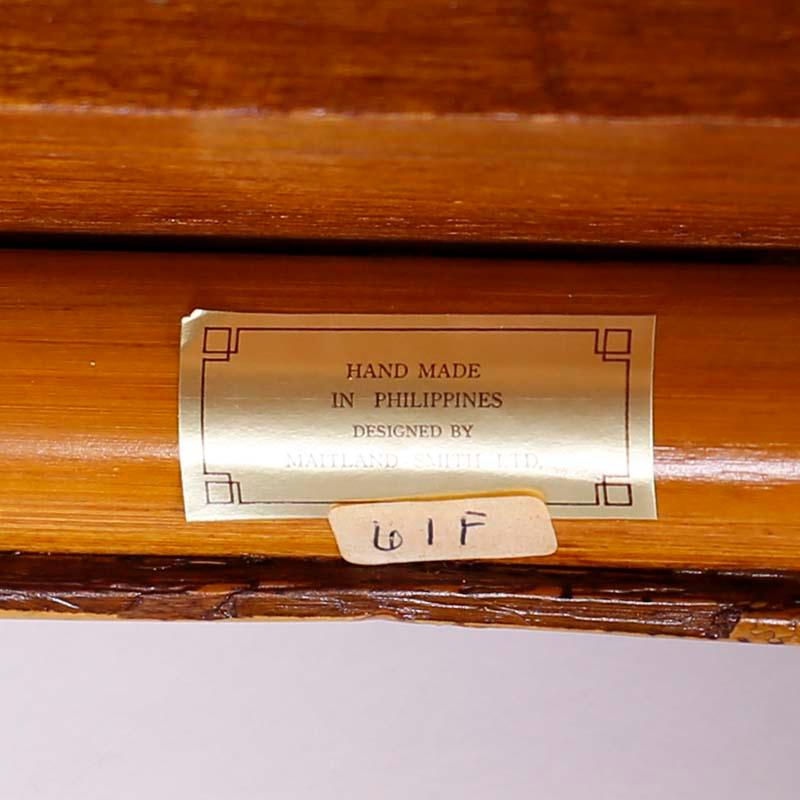 HAND MADE
IN PHILIPPINES
DESIGNED BY
MAITLAND SMITH LTD.
61F